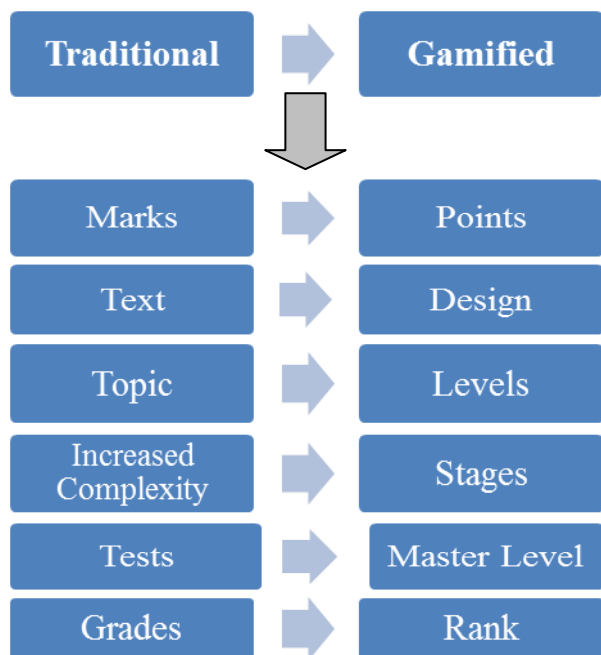 Traditional
Gamified
Marks
Points
Text
Design
Topic
Levels
Increased
Complexity
Stages
Tests
Master Level
Grades
Rank